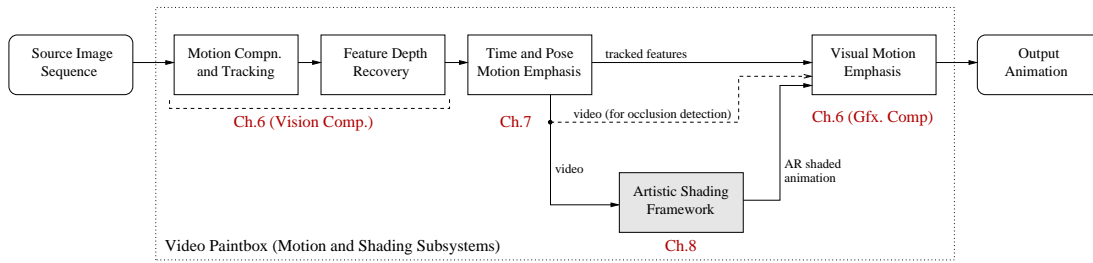 Source Image
Sequence
Motion Compn.
and Tracking
Feature Depth
Recovery
Time and Pose
Motion Emphasis
tracked features
Visual Motion
Emphasis
Output
Animation
Ch.6 (Vision Comp.)
Ch.7
video (for occlusion detection)
Ch.6 (Gfx. Comp)
video
AR shaded
animation
Artistic Shading
Framework
Ch.8
Video Paintbox (Motion and Shading Subsystems)